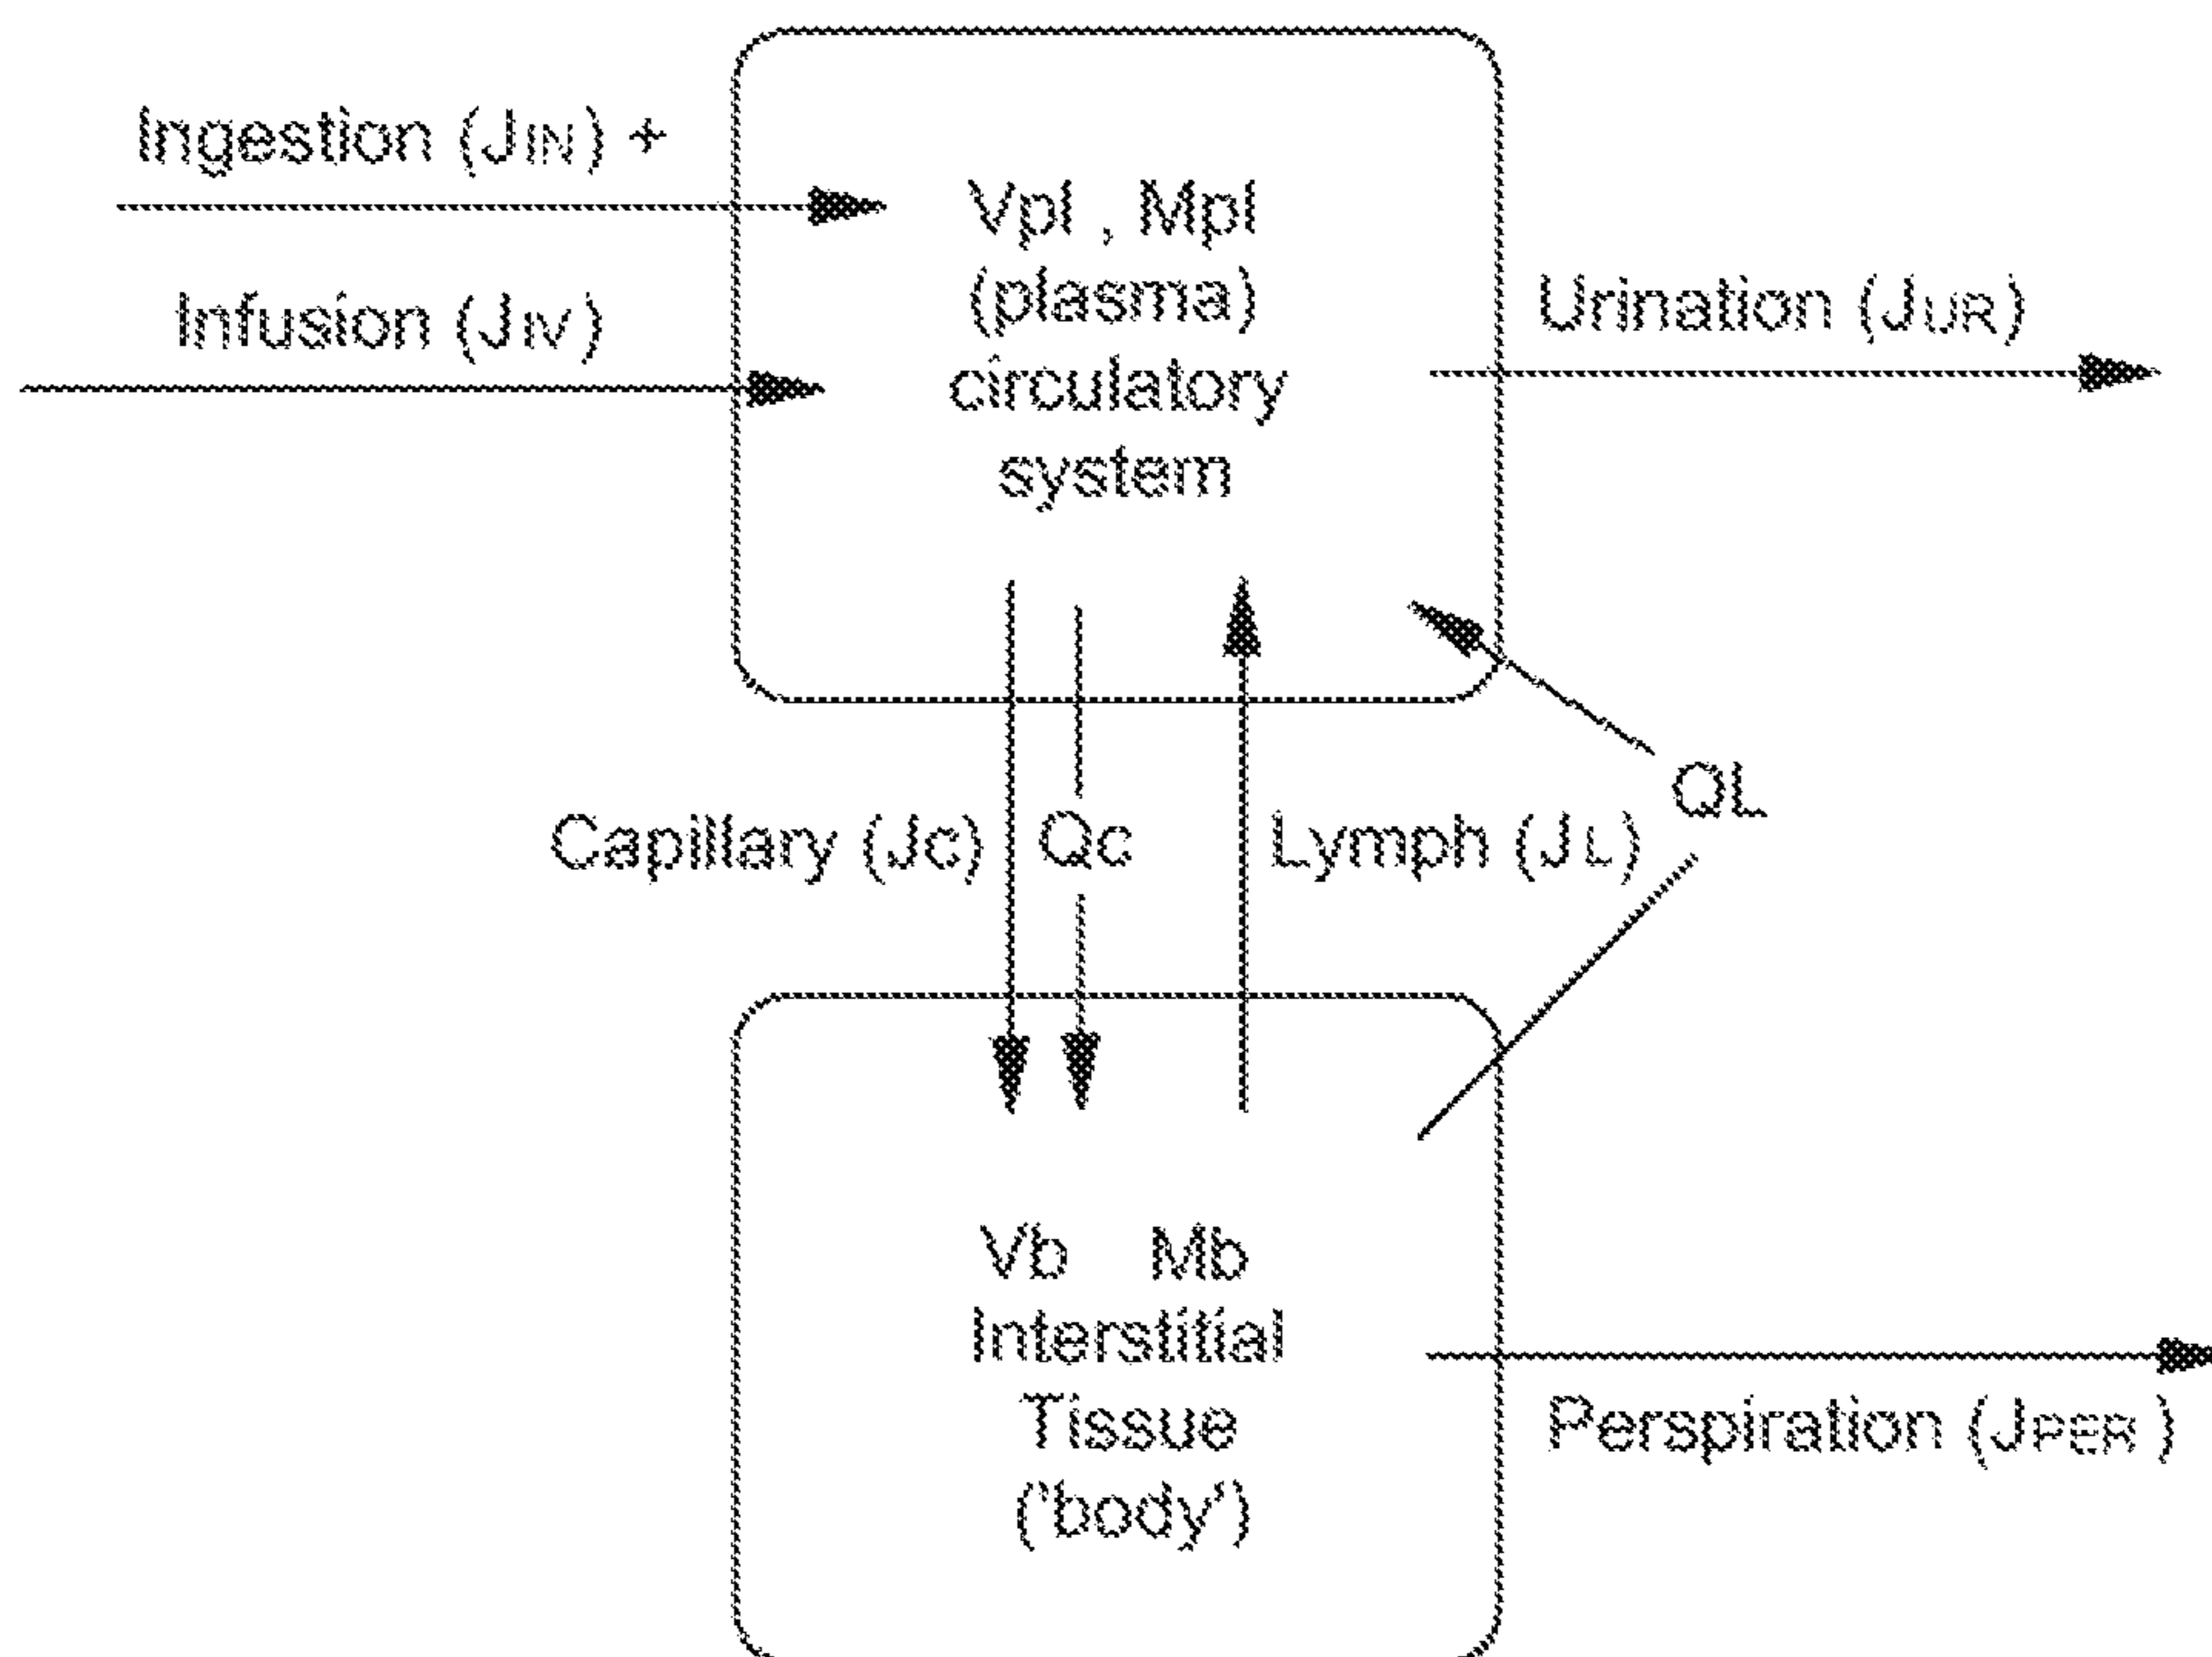 Ingestion (JIN) +
Infusion (JIV)
Vpl , Mpl
(plasma)
circulatory
system
Urination (JUR)
Capillary (JC)
Qc
Lymph (JL)
QL
Vb Mb
Interstitial
Tissue
('body')
Perspiration (JPER )